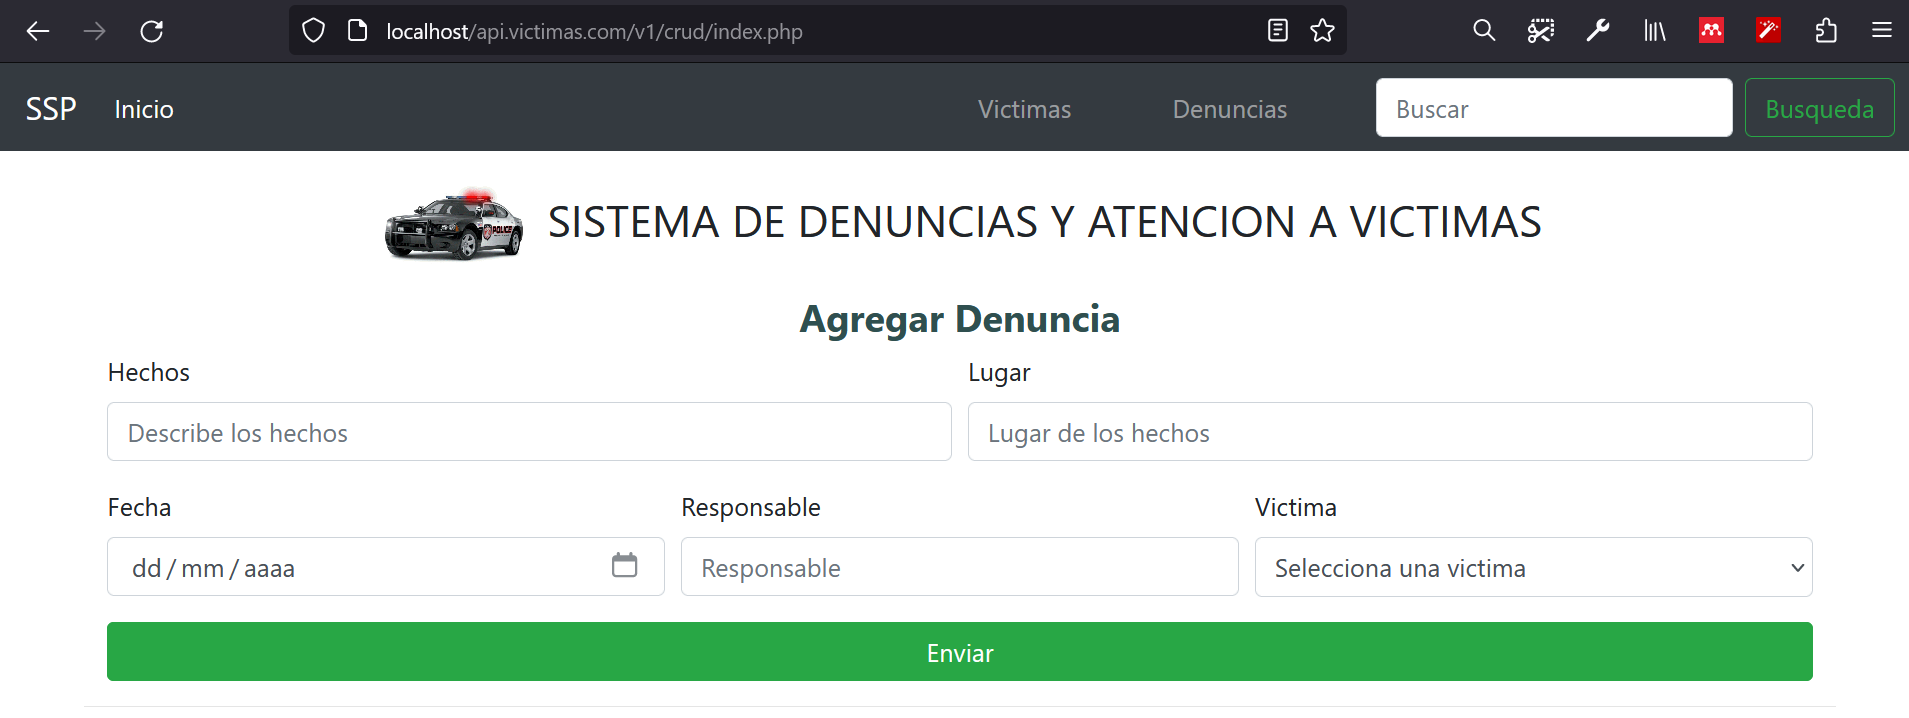 localhost/api.victimas.com/v1/crud/index.php
SSP Inicio Victimas Denuncias Buscar Busqueda
POLICE
SISTEMA DE DENUNCIAS Y ATENCION A VICTIMAS
Agregar Denuncia
Hechos Lugar
Describe los hechos Lugar de los hechos
Fecha Responsable Victima
dd / mm / aaaa Responsable Selecciona una victima
Enviar